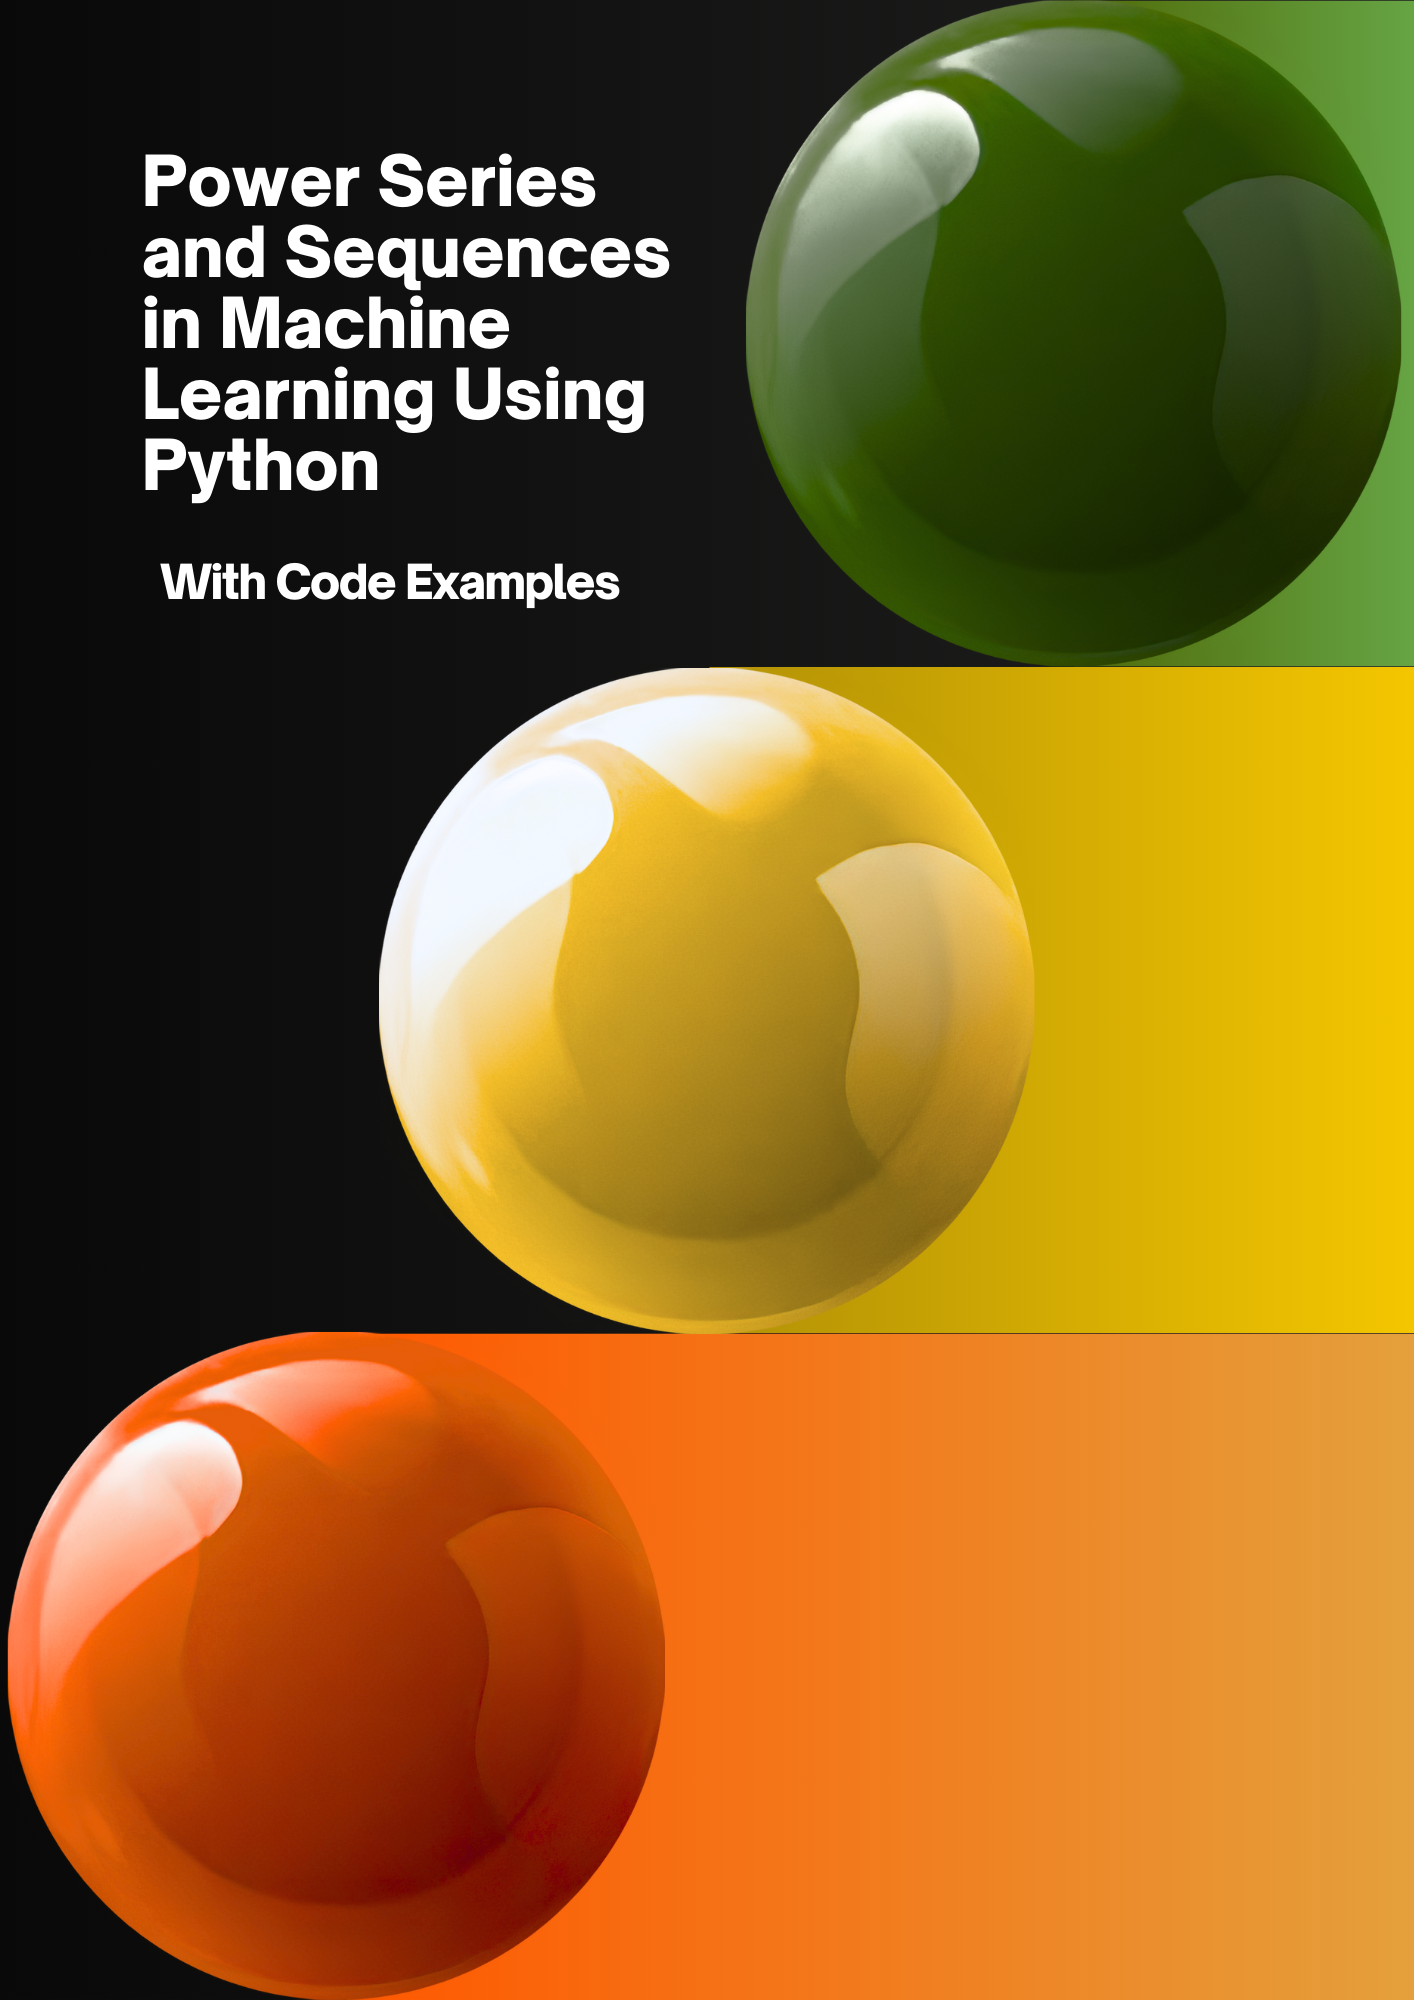 Power Series
and Sequences
in Machine
Learning Using
Python
With Code Examples